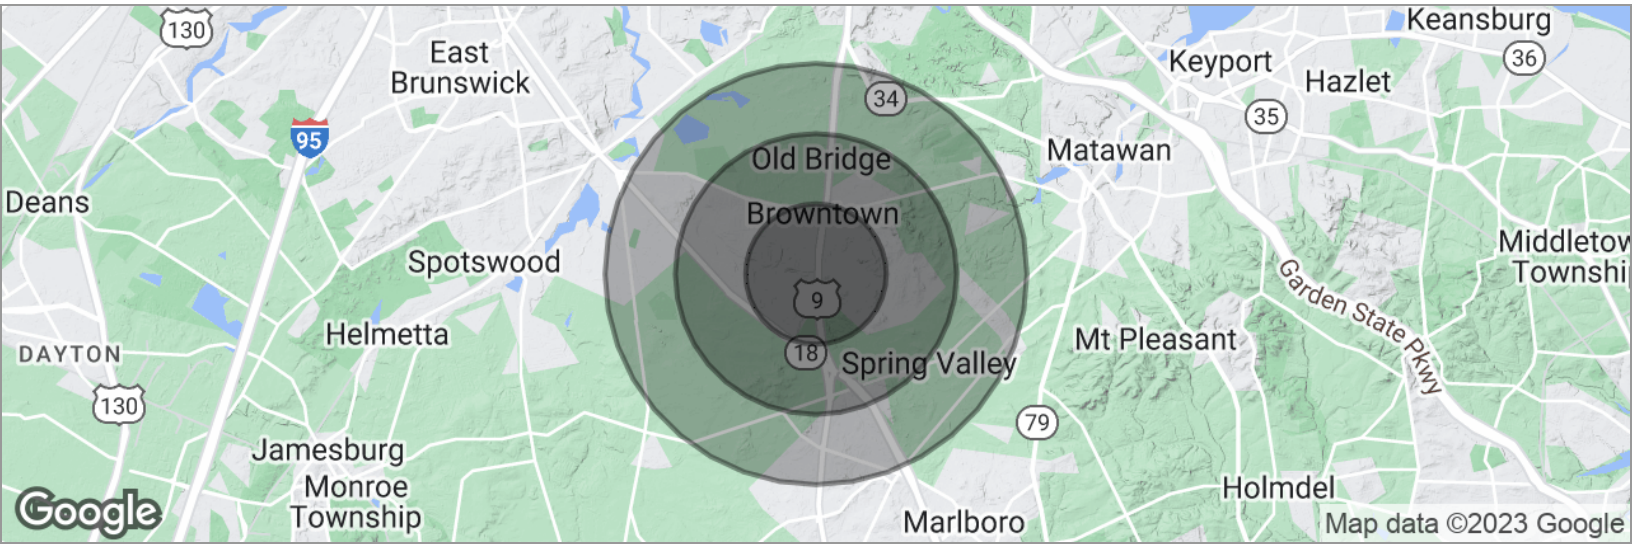 130
East
Brunswick
95
34
Keyport
Keansburg
36
Hazlet
35
Old Bridge
Matawan
Deans
Browntown
Spotswood
Middletow
Townshi
9
Garden State Pkwy
Helmetta
DAYTON
18
Spring Valley
Mt Pleasant
130
79
Jamesburg
Monroe
Township
Holmdel
Google
Marlboro
Map data ©2023 Google